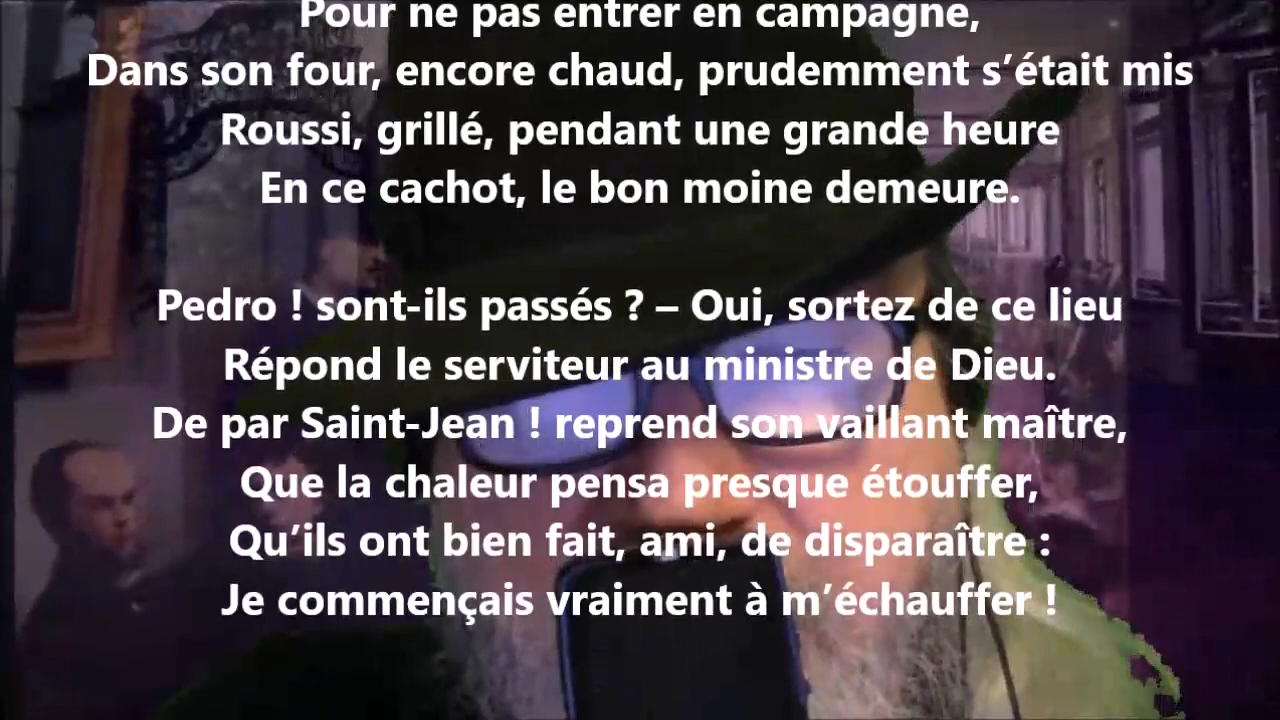 Pour ne pas entrer en campagne,
Dans son four, encore chaud, prudemment s’était mis
Roussi, grillé, pendant une grande heure
En ce cachot, le bon moine demeure.
Pedro ! sont-ils passés ? – Oui, sortez de ce lieu
Répond le serviteur au ministre de Dieu.
De par Saint-Jean ! reprend son vaillant maître,
Que la chaleur pensa presque étouffer,
Qu’ils ont bien fait, ami, de disparaître :
Je commençais vraiment à m’échauffer !